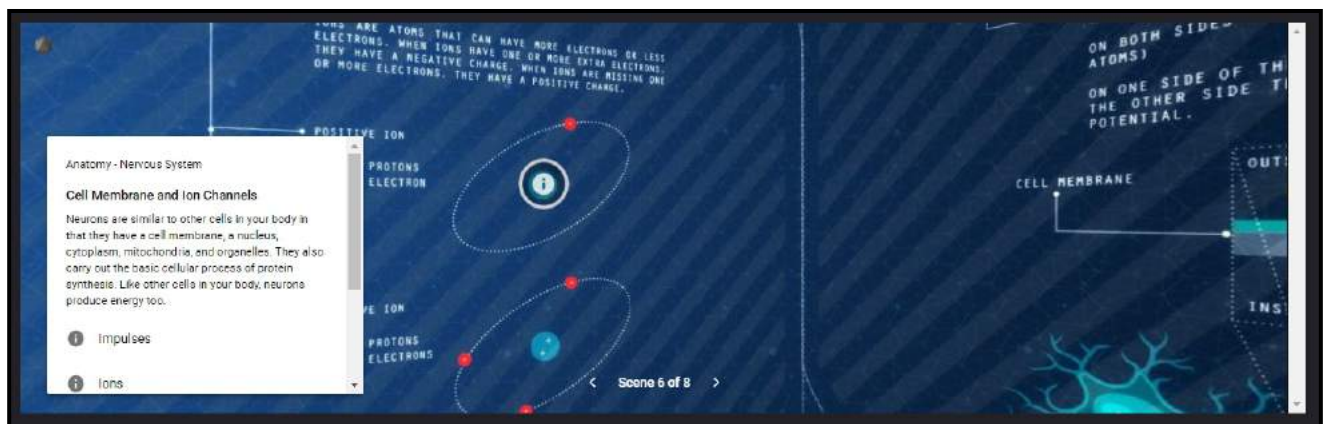 IONS ARE ATOMS THAT CAN HAVE MORE ELECTRONS OR LESS
ELECTRONS. WHEN IONS HAVE ONE OR MORE EXTRA ELECTRONS,
THEY HAVE A NEGATIVE CHARGE. WHEN IONS ARE MISSING ONE
OR MORE ELECTRONS, THEY HAVE A POSITIVE CHARGE.
POSITIVE ION
PROTONS
ELECTRON
Anatomy - Nervous System
Cell Membrane and Ion Channels
Neurons are similar to other cells in your body in
that they have a cell membrane, a nucleus,
cytoplasm, mitochondria, and organelles. They also
carry out the basic cellular process of protein
synthesis. Like other cells in your body, neurons
produce energy too.
Impulses
Ions
ION
PROTONS
ELECTRONS
Scene 6 of 8
ON BOTH SIDES
ATOMS)
ON ONE SIDE OF TH
THE OTHER SIDE T
POTENTIAL.
CELL MEMBRANE
OUT
INS